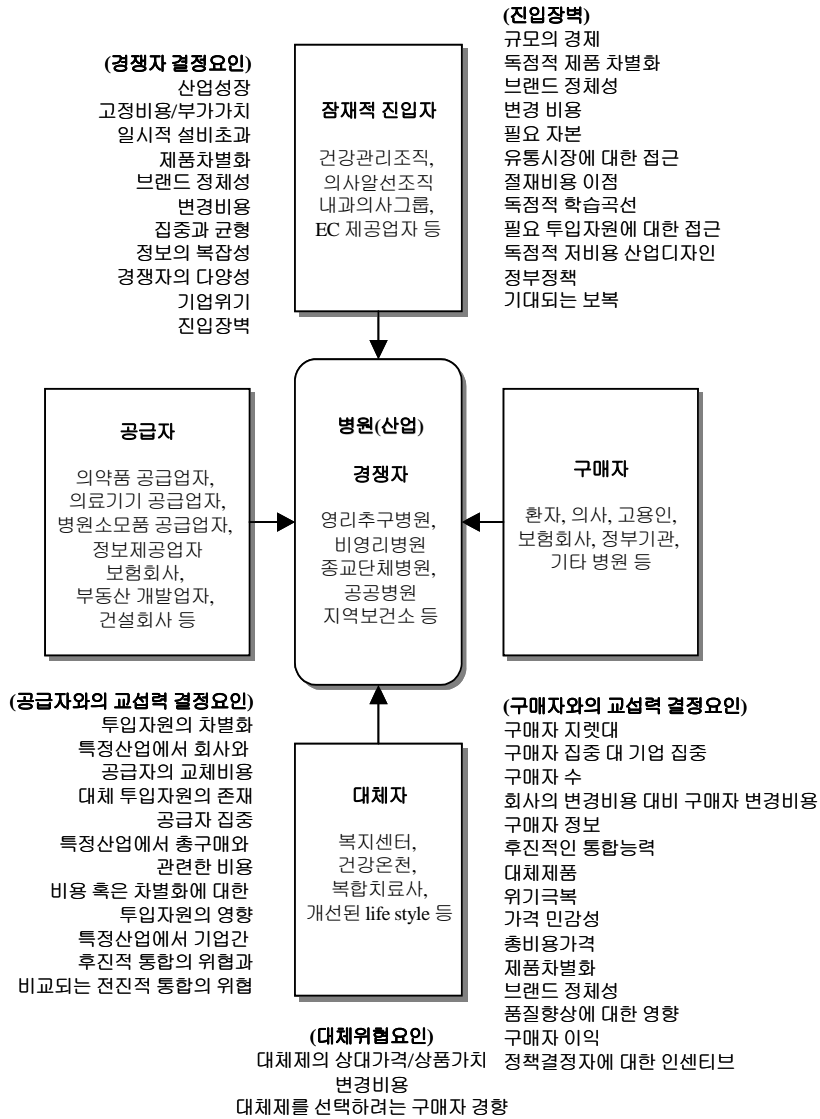 (경쟁자 결정요인)
산업성장
고정비용/부가가치
일시적 설비초과
제품차별화
브랜드 정체성
변경비용
집중과 균형
정보의 복잡성
경쟁자의 다양성
기업위기
진입장벽
잠재적 진입자
건강관리조직,
의사알선조직
내과의사그룹,
EC 제공업자 등
(진입장벽)
규모의 경제
독점적 제품 차별화
브랜드 정체성
변경 비용
필요 자본
유통시장에 대한 접근
절재비용 이점
독점적 학습곡선
필요 투입자원에 대한 접근
독점적 저비용 산업디자인
정부정책
기대되는 보복
공급자
의약품 공급업자,
의료기기 공급업자,
병원소모품 공급업자,
정보제공업자
보험회사,
부동산 개발업자,
건설회사 등
병원(산업)
경쟁자
영리추구병원,
비영리병원
종교단체병원,
공공병원
지역보건소 등
구매자
환자, 의사, 고용인,
보험회사, 정부기관,
기타 병원 등
(공급자와의 교섭력 결정요인)
투입자원의 차별화
특정산업에서 회사와
공급자의 교체비용
대체 투입자원의 존재
공급자 집중
특정산업에서 총구매와
관련한 비용
비용 혹은 차별화에 대한
투입자원의 영향
특정산업에서 기업간
후진적 통합의 위협과
비교되는 전진적 통합의 위협
대체자
복지센터,
건강온천,
복합치료사,
개선된 life style 등
(구매자와의 교섭력 결정요인)
구매자 지렛대
구매자 집중 대 기업 집중
구매자 수
회사의 변경비용 대비 구매자 변경비용
구매자 정보
후진적인 통합능력
대체제품
위기극복
가격 민감성
총비용가격
제품차별화
브랜드 정체성
품질향상에 대한 영향
구매자 이익
정책결정자에 대한 인센티브
(대체위협요인)
대체제의 상대가격/상품가치
변경비용
대체제를 선택하려는 구매자 경향